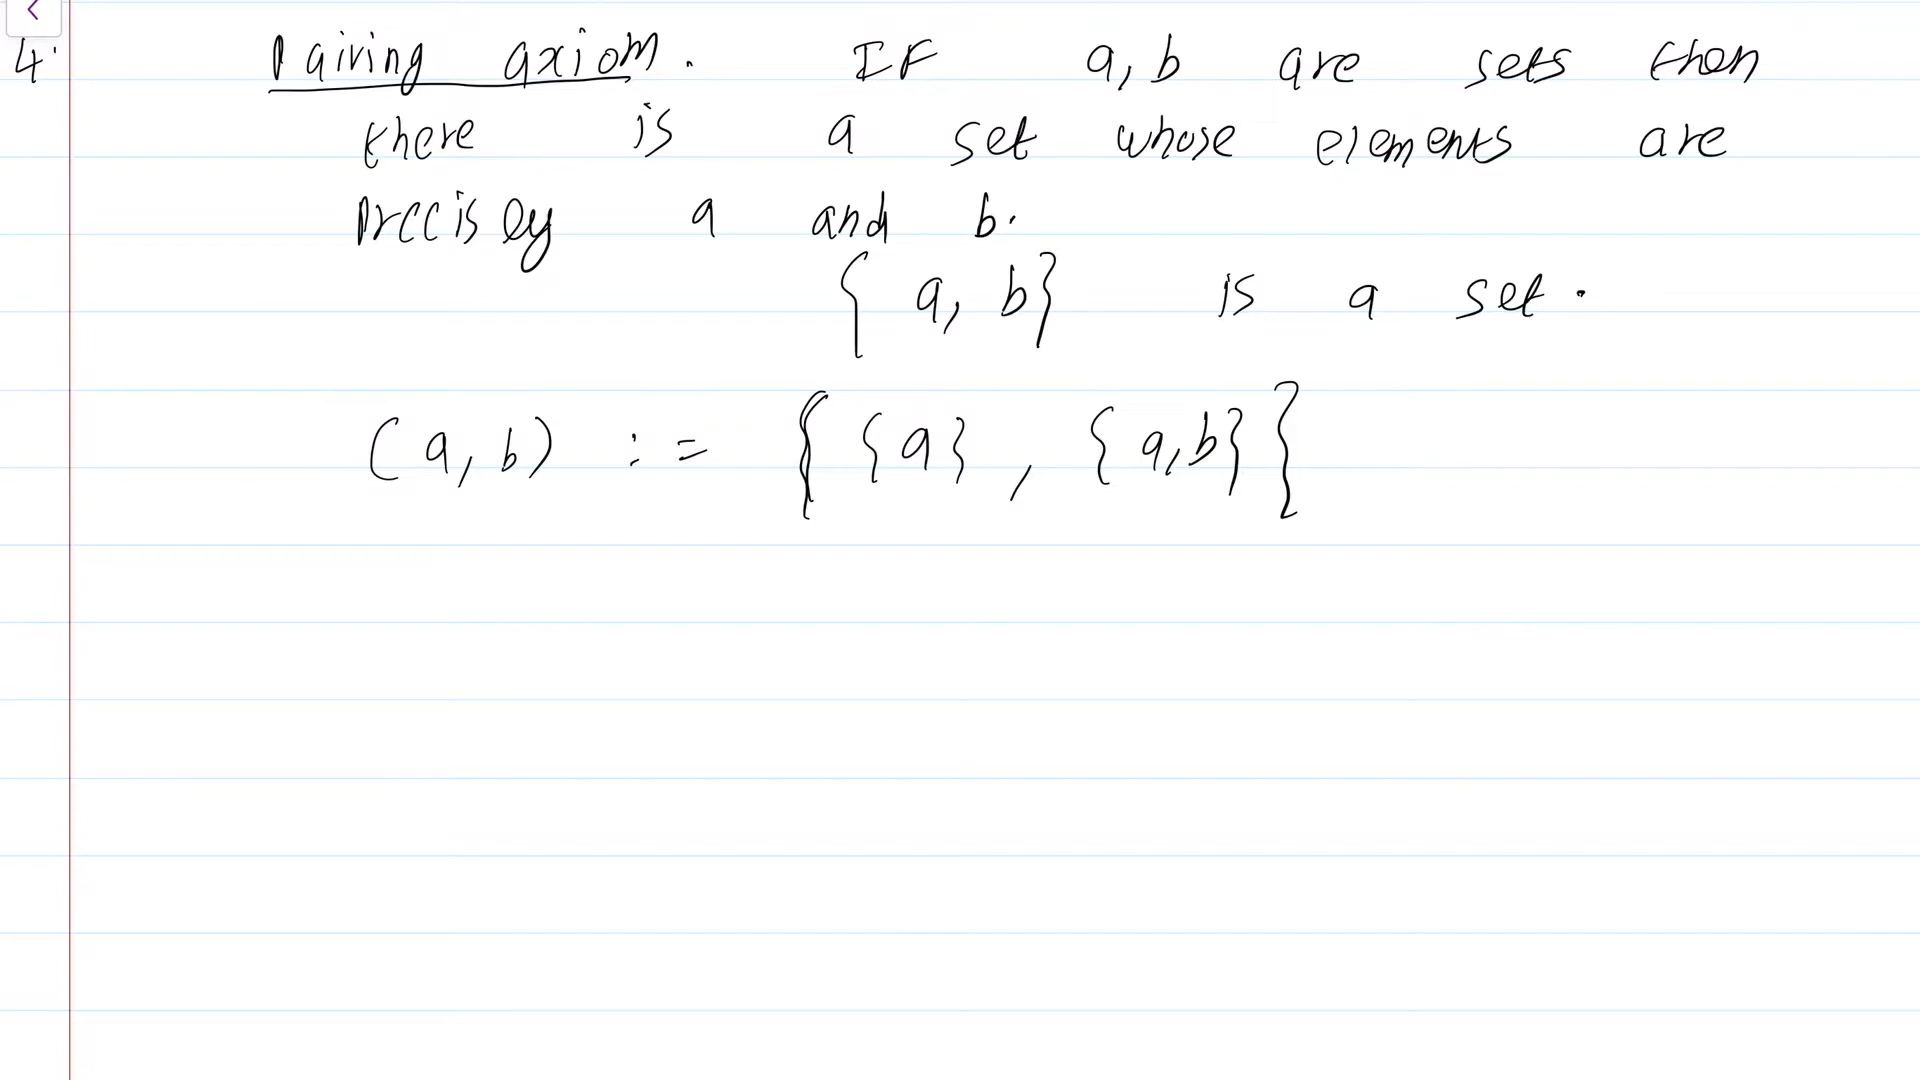 4. Pairing axiom. If a, b are sets then
there is a set whose elements are
precisely a and b.
{ a, b} is a set.
(a, b) := { {a} , {a,b} }